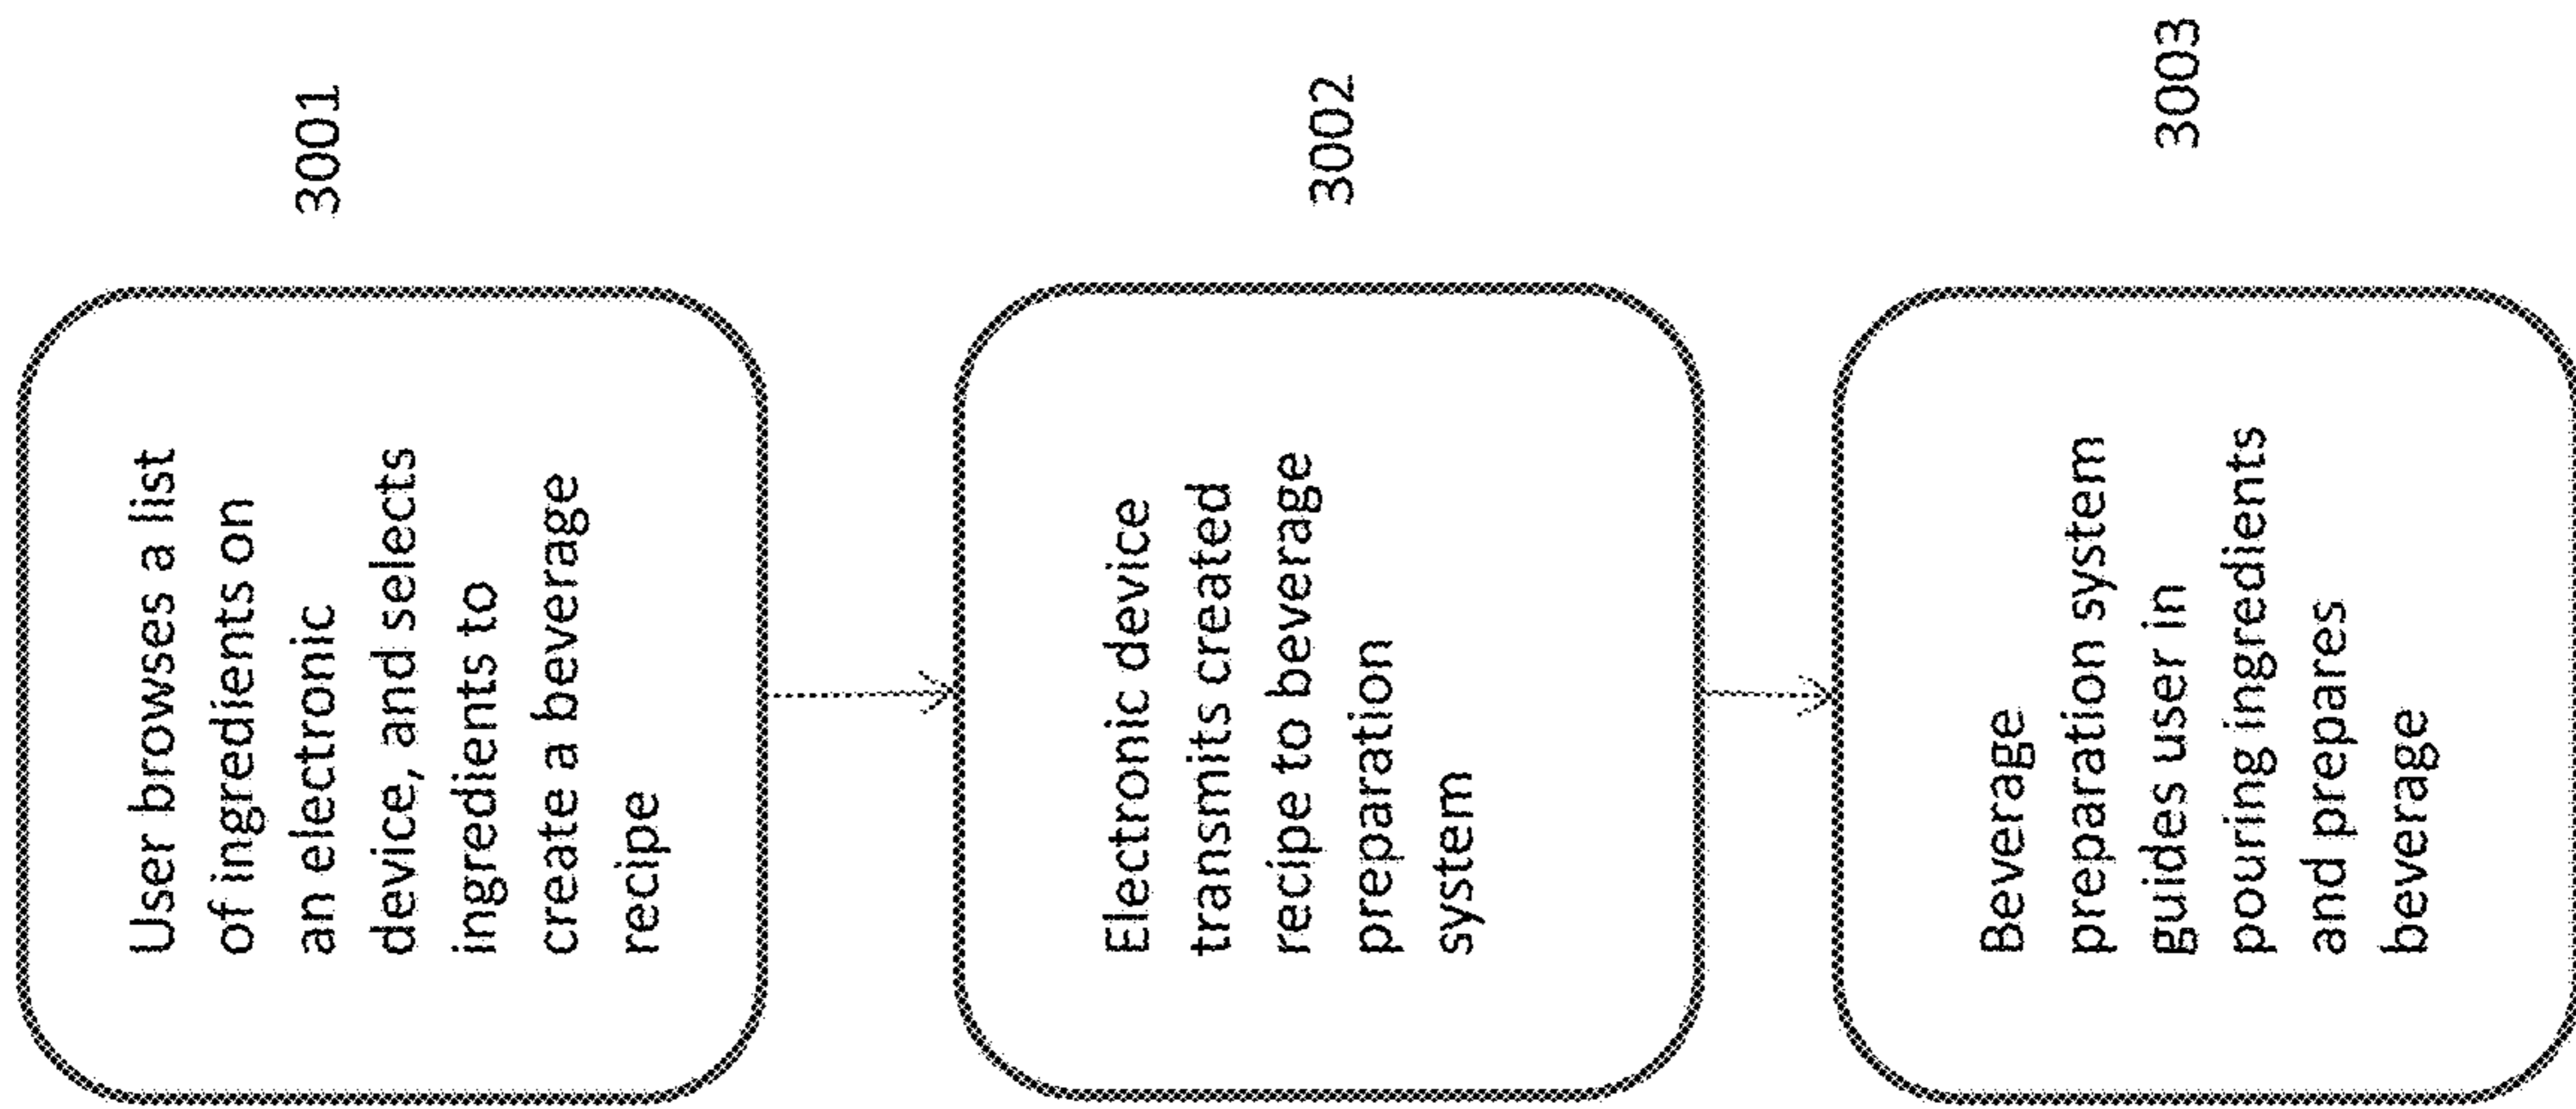 User browses a list
of ingredients on
an electronic
device, and selects
ingredients to
create a beverage
recipe
3001
Electronic device
transmits created
recipe to beverage
preparation
system
3002
Beverage
preparation system
guides user in
pouring ingredients
and prepares
beverage
3003